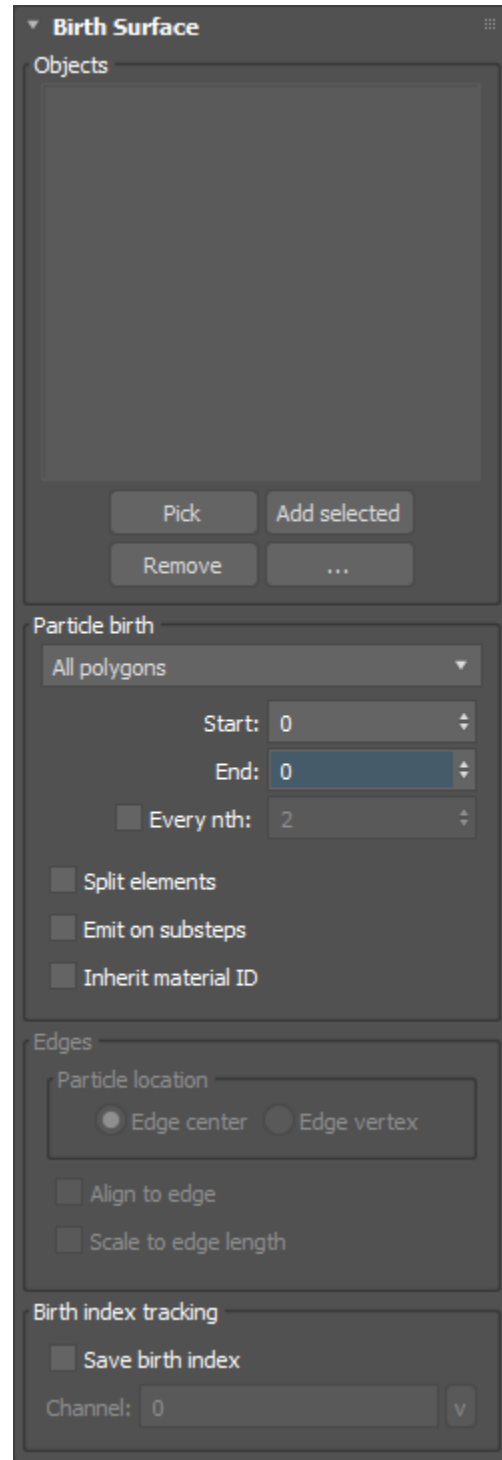 Birth Surface
Objects
Pick Add selected
Remove ...
Particle birth
All polygons
Start: 0
End: 0
Every nth: 2
Split elements
Emit on substeps
Inherit material ID
Edges
Particle location
Edge center Edge vertex
Align to edge
Scale to edge length
Birth index tracking
Save birth index
Channel: 0 v